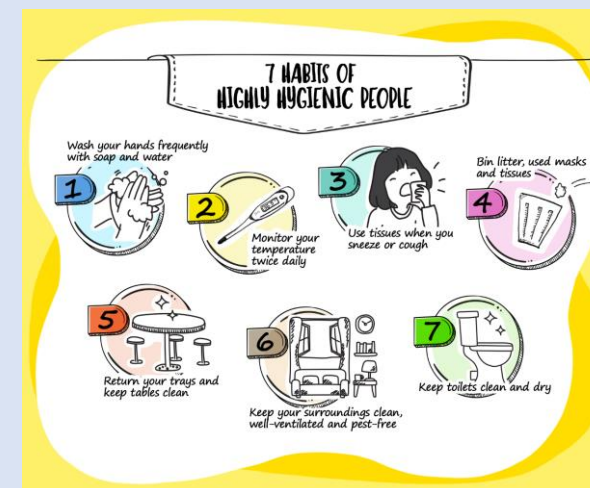 7 HABITS OF
HIGHLY HYGIENIC PEOPLE
Wash your hands frequently
with soap and water
1
2
Monitor your
temperature
twice daily
3
Use tissues when you
sneeze or cough
Bin litter, used masks
and tissues
4
5
Return your trays and
keep tables clean
6
Keep your surroundings clean,
well-ventilated and pest-free
7
Keep toilets clean and dry